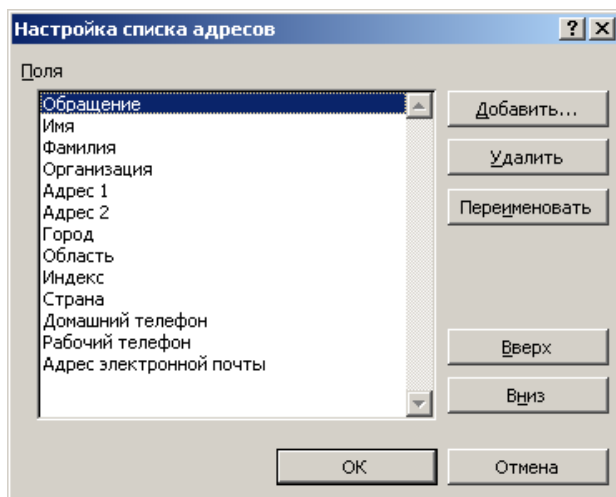 Настройка списка адресов
Поля
Обращение
Имя
Фамилия
Организация
Адрес 1
Адрес 2
Город
Область
Индекс
Страна
Домашний телефон
Рабочий телефон
Адрес электронной почты
Добавить...
Удалить
Переименовать
Вверх
Вниз
ОК
Отмена